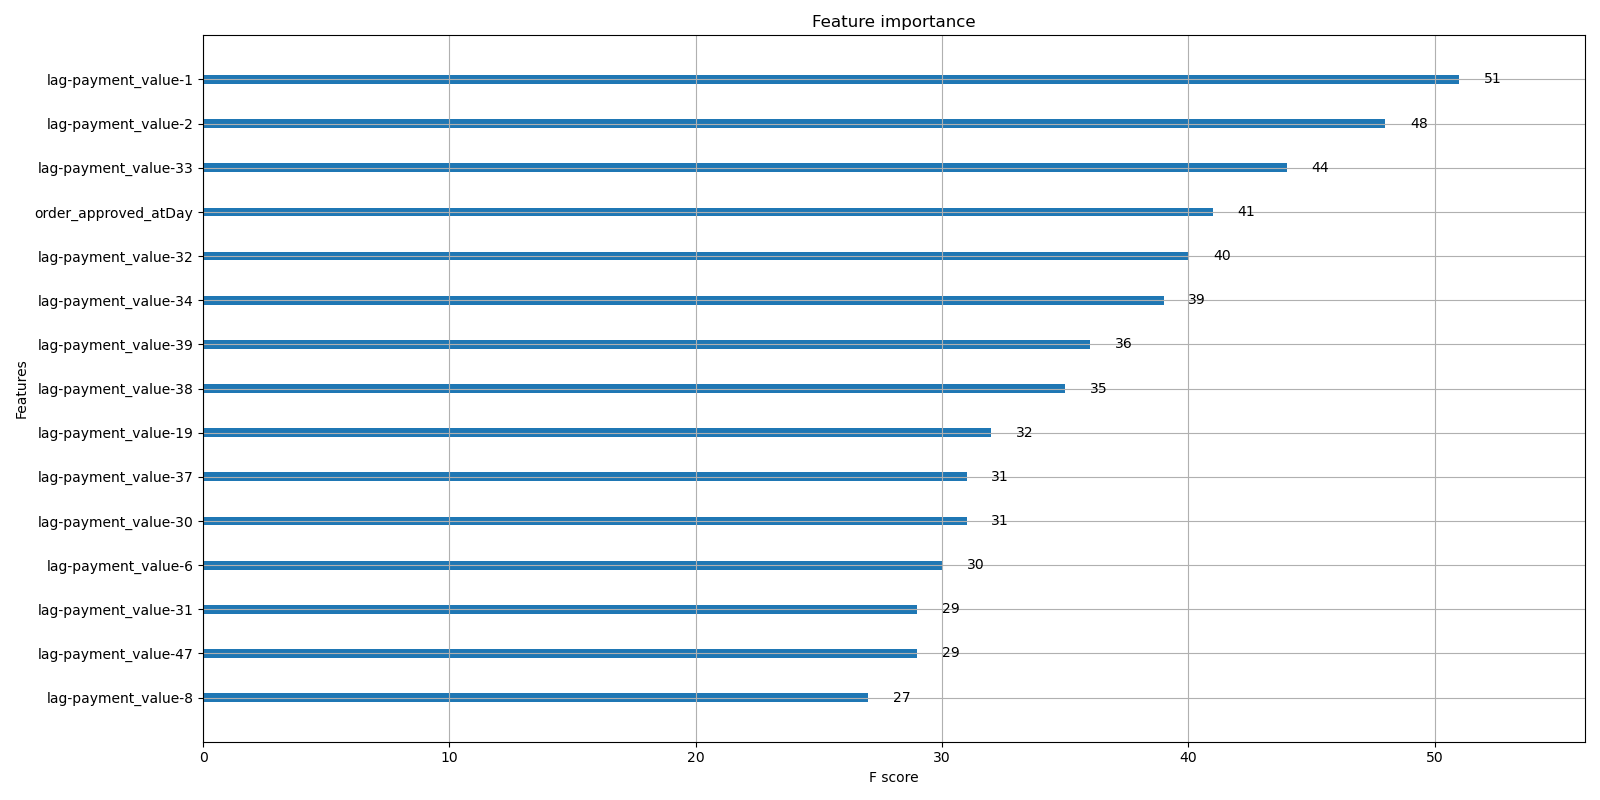 Feature importance
lag-payment_value-1 51
lag-payment_value-2 48
lag-payment_value-33 44
order_approved_atDay 41
lag-payment_value-32 40
lag-payment_value-34 39
lag-payment_value-39 36
lag-payment_value-38 35
lag-payment_value-19 32
lag-payment_value-37 31
lag-payment_value-30 31
lag-payment_value-6 30
lag-payment_value-31 29
lag-payment_value-47 29
lag-payment_value-8 27
Features
0 10 20 30 40 50
F score